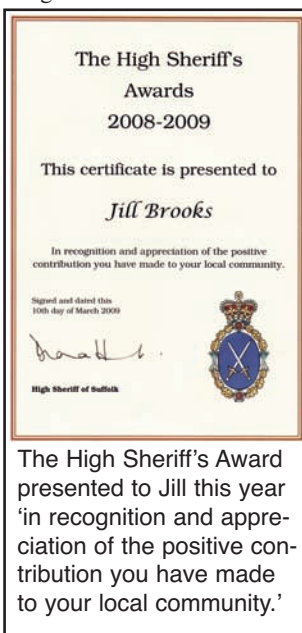 The High Sheriff's
Awards
2008-2009
This certificate is presented to
Jill Brooks
In recognition and appreciation of the positive
contribution you have made to your local community.
Signed and dated this
10th day of March 2009
High Sheriff of Suffolk
The High Sheriff's Award
presented to Jill this year
‘in recognition and appre-
ciation of the positive con-
tribution you have made
to your local community.’